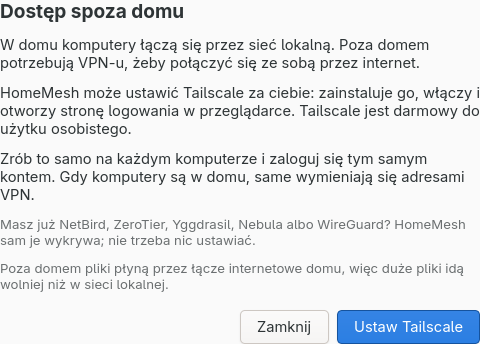 Dostęp spoza domu
W domu komputery łączą się przez sieć lokalną. Poza domem
potrzebują VPN-u, żeby połączyć się ze sobą przez internet.
HomeMesh może ustawić Tailscale za ciebie: zainstaluje go, włączy i
otworzy stronę logowania w przeglądarce. Tailscale jest darmowy do
użytku osobistego.
Zrób to samo na każdym komputerze i zaloguj się tym samym
kontem. Gdy komputery są w domu, same wymieniają się adresami
VPN.
Masz już NetBird, ZeroTier, Yggdrasil, Nebula albo WireGuard? HomeMesh
sam je wykrywa; nie trzeba nic ustawiać.
Poza domem pliki płyną przez łącze internetowe domu, więc duże pliki idą
wolniej niż w sieci lokalnej.
Zamknij
Ustaw Tailscale